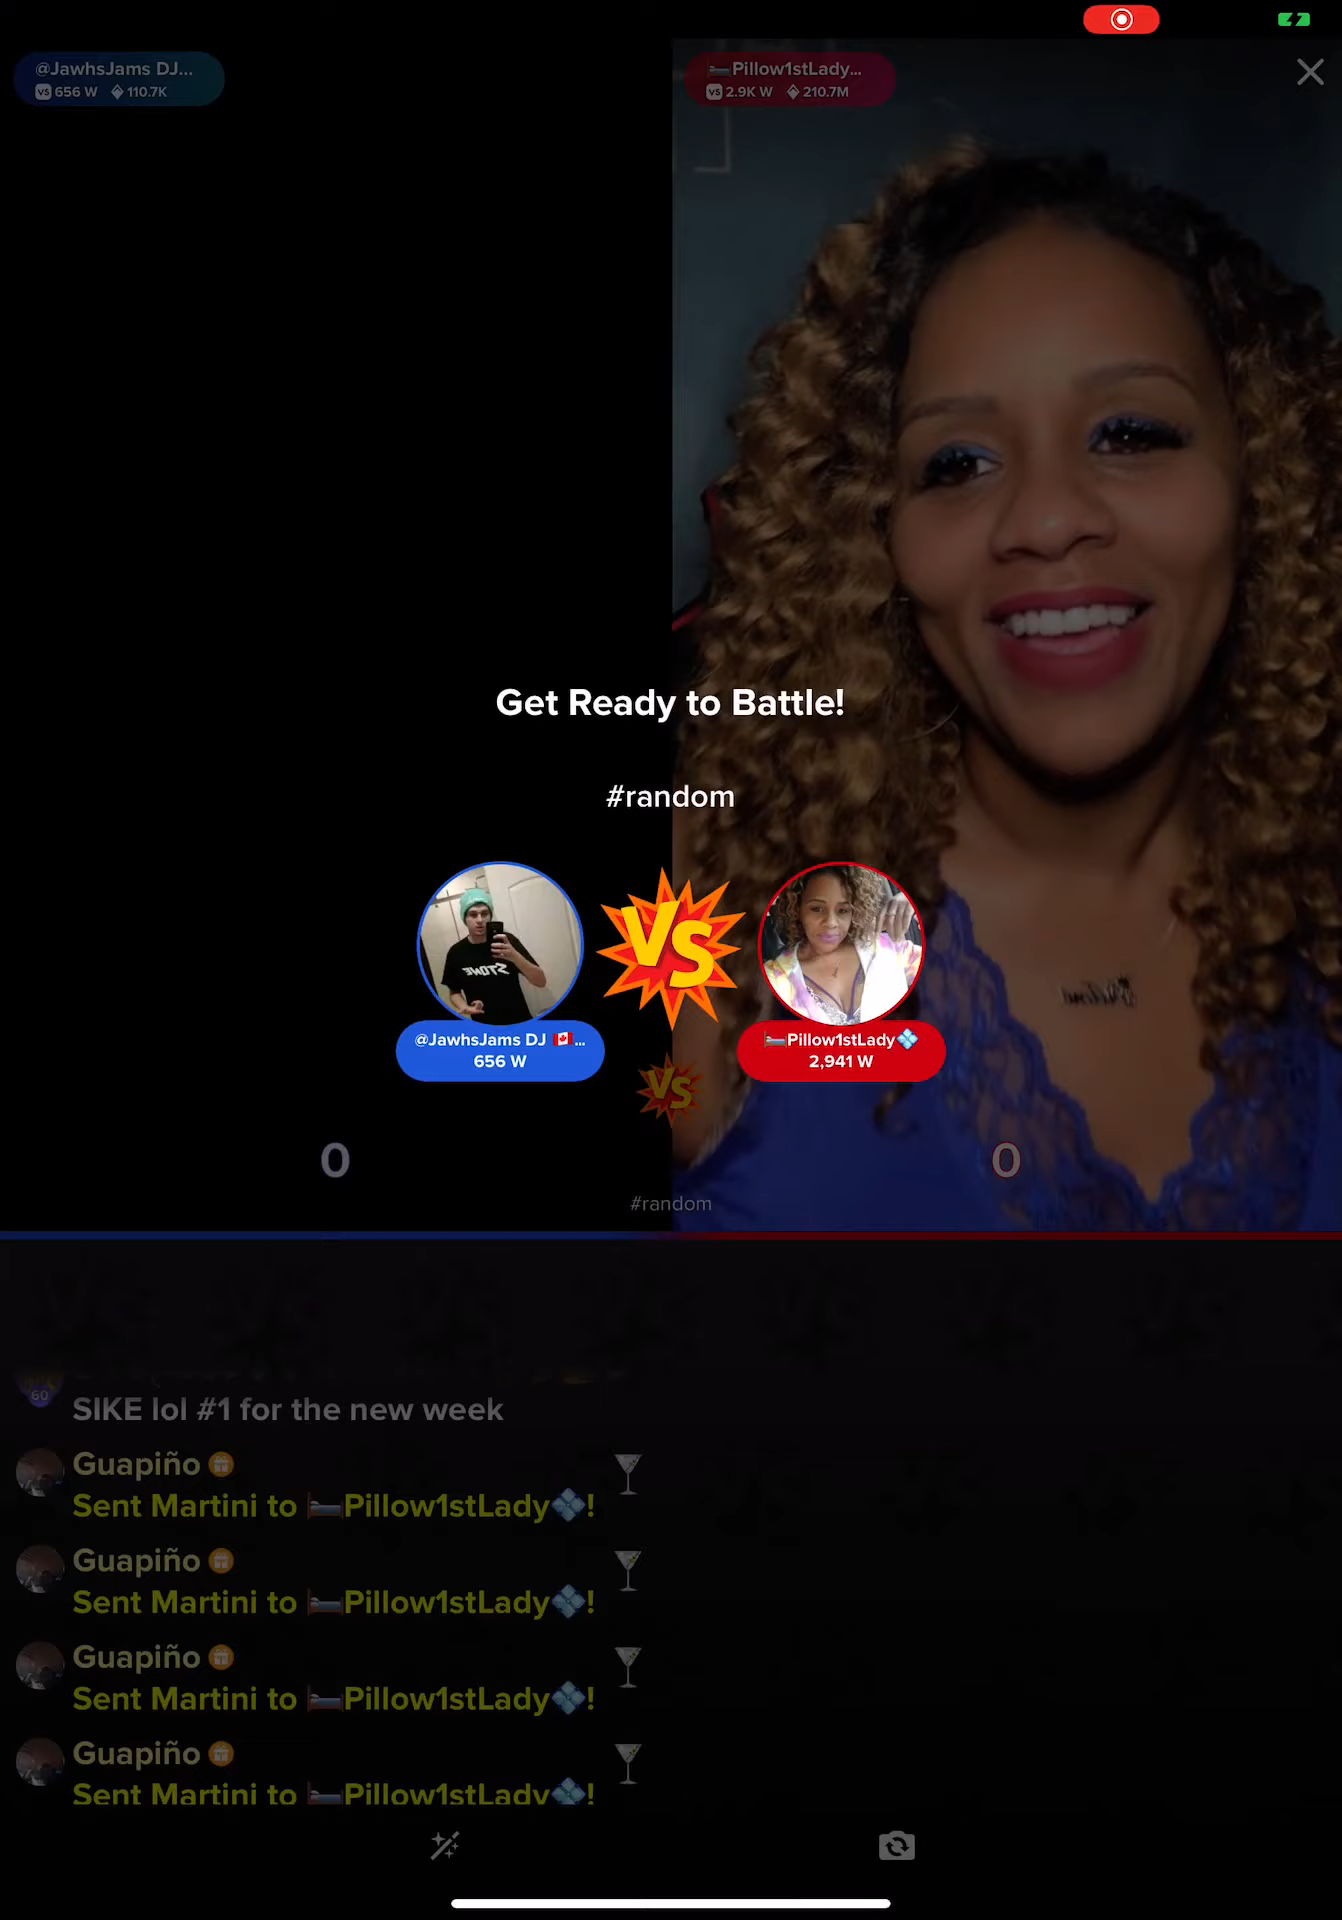 @JawhsJams DJ...
VS 656 W 110.7K
🛏️Pillow1stLady...
VS 2.9K W 210.7M
Get Ready to Battle!
#random
VS
@JawhsJams DJ 🇨🇦...
656 W
🛏️Pillow1stLady💠
2,941 W
VS
0
0
#random
60
SIKE lol #1 for the new week
Guapiño
Sent Martini to 🛏️Pillow1stLady💠!
Guapiño
Sent Martini to 🛏️Pillow1stLady💠!
Guapiño
Sent Martini to 🛏️Pillow1stLady💠!
Guapiño
Sent Martini to 🛏️Pillow1stLady💠!